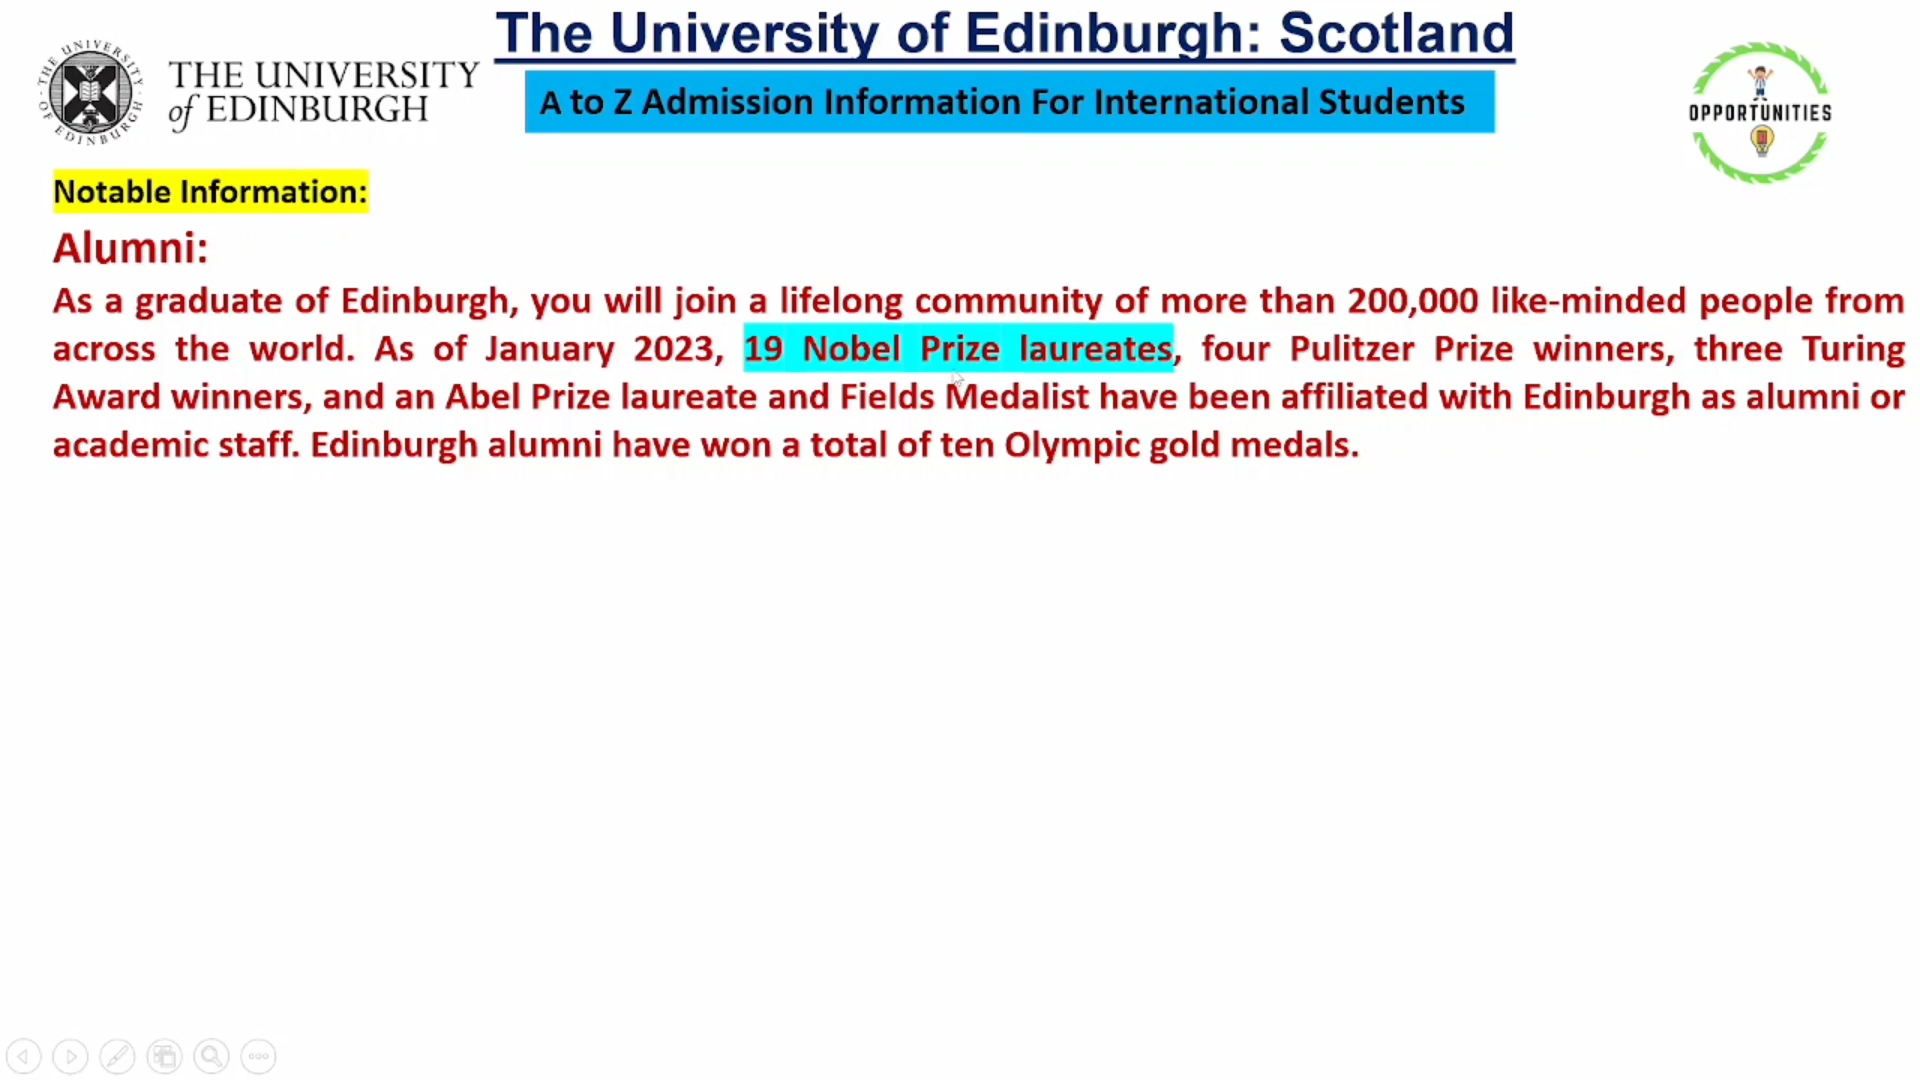 The University of Edinburgh: Scotland
THE UNIVERSITY OF EDINBURGH
THE UNIVERSITY
of EDINBURGH
A to Z Admission Information For International Students
OPPORTUNITIES
Notable Information:
Alumni:
As a graduate of Edinburgh, you will join a lifelong community of more than 200,000 like-minded people from
across the world. As of January 2023, 19 Nobel Prize laureates, four Pulitzer Prize winners, three Turing
Award winners, and an Abel Prize laureate and Fields Medalist have been affiliated with Edinburgh as alumni or
academic staff. Edinburgh alumni have won a total of ten Olympic gold medals.